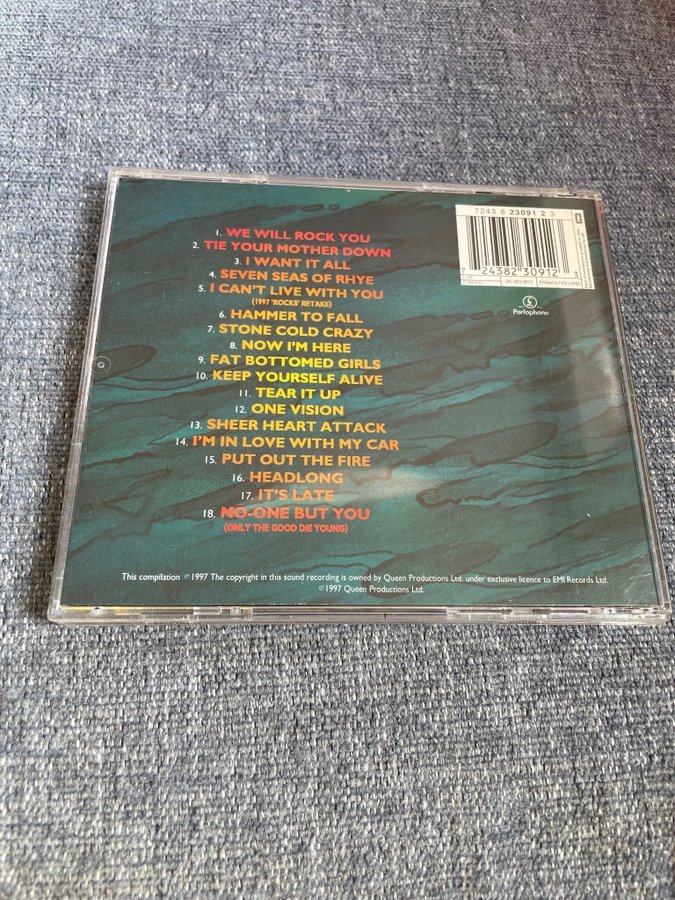 7243 8 23091 2 3
7 24382 30912 3
UK: 823 0912
Printed in HOLLAND
Parlophone
1. WE WILL ROCK YOU
2. TIE YOUR MOTHER DOWN
3. I WANT IT ALL
4. SEVEN SEAS OF RHYE
5. I CAN'T LIVE WITH YOU
(1997 'ROCKS' RETAKE)
6. HAMMER TO FALL
7. STONE COLD CRAZY
8. NOW I'M HERE
9. FAT BOTTOMED GIRLS
10. KEEP YOURSELF ALIVE
11. TEAR IT UP
12. ONE VISION
13. SHEER HEART ATTACK
14. I'M IN LOVE WITH MY CAR
15. PUT OUT THE FIRE
16. HEADLONG
17. IT'S LATE
18. NO-ONE BUT YOU
(ONLY THE GOOD DIE YOUNG)
This compilation ℗1997 The copyright in this sound recording is owned by Queen Productions Ltd. under exclusive licence to EMI Records Ltd.
©1997 Queen Productions Ltd.